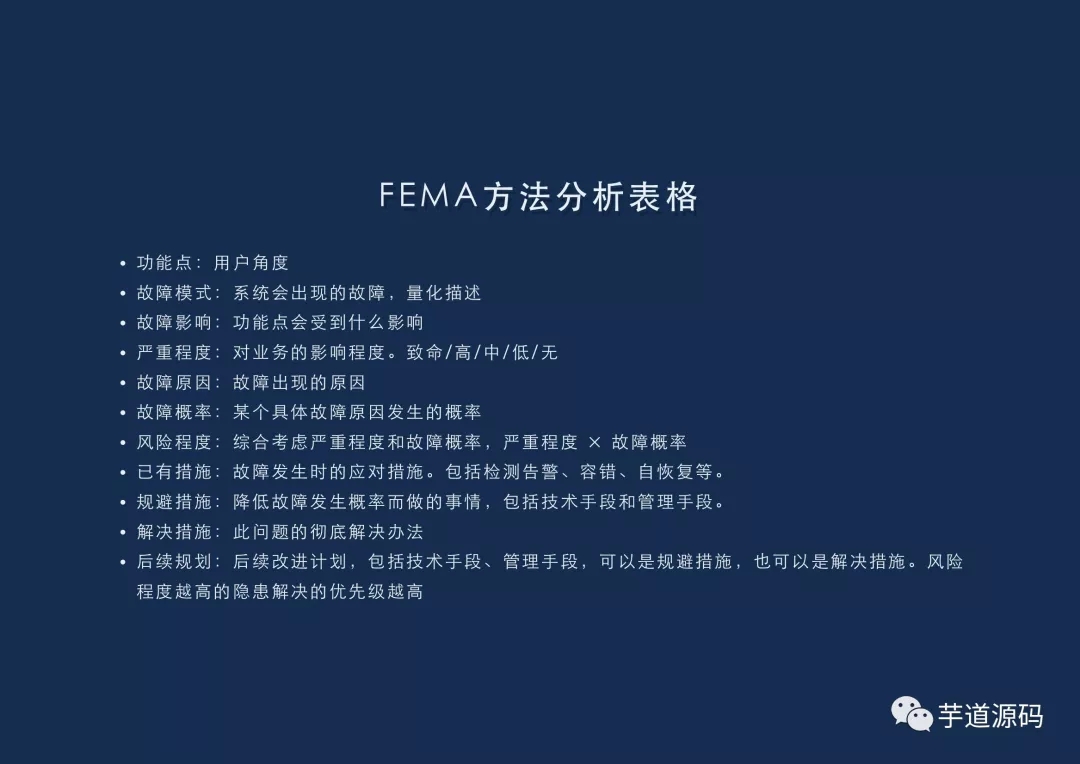 FEMA方法分析表格
• 功能点：用户角度
• 故障模式：系统会出现的故障，量化描述
• 故障影响：功能点会受到什么影响
• 严重程度：对业务的影响程度。致命/高/中/低/无
• 故障原因：故障出现的原因
• 故障概率：某个具体故障原因发生的概率
• 风险程度：综合考虑严重程度和故障概率，严重程度 × 故障概率
• 已有措施：故障发生时的应对措施。包括检测告警、容错、自恢复等。
• 规避措施：降低故障发生概率而做的事情，包括技术手段和管理手段。
• 解决措施：此问题的彻底解决办法
• 后续规划：后续改进计划，包括技术手段、管理手段，可以是规避措施，也可以是解决措施。风险
程度越高的隐患解决的优先级越高
芋道源码